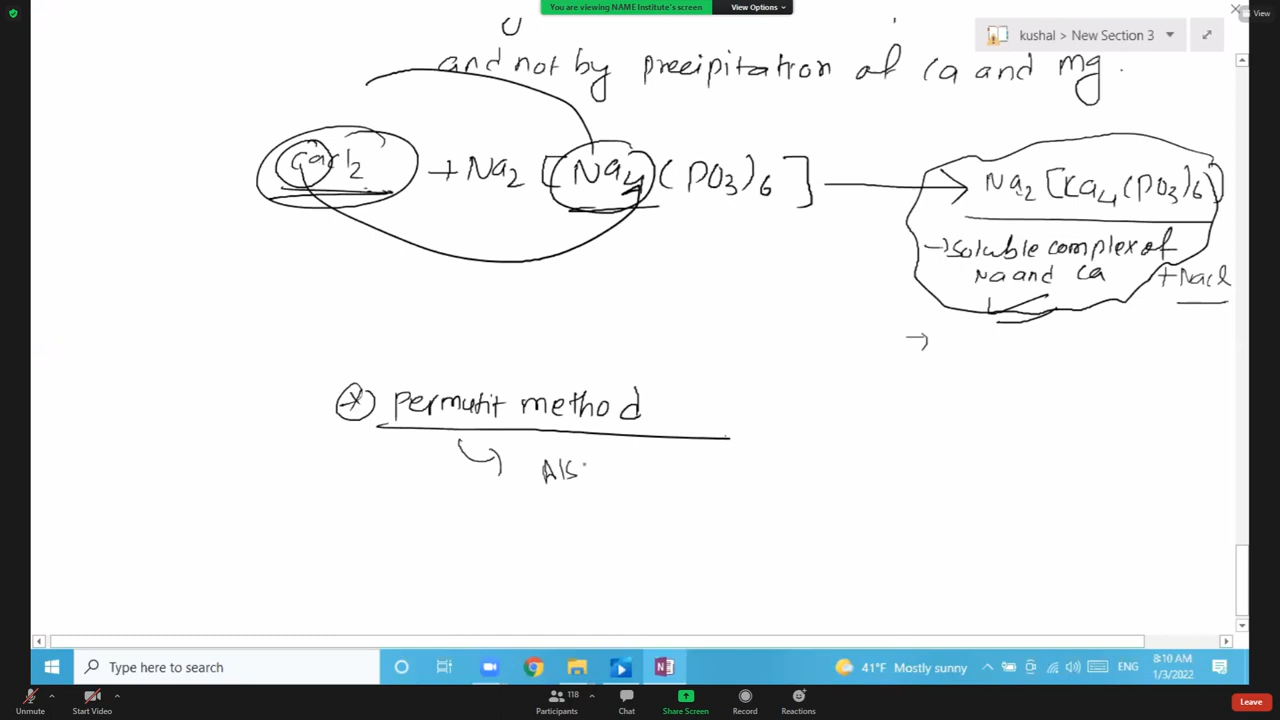 You are viewing NAME Institute's screen
View Options
View
kushal > New Section 3
and not by precipitation of Ca and Mg.
CaCl2 + Na2 [Na4 (PO3)6] → Na2 [Ca4 (PO3)6]
→ soluble complex of
Na and Ca
+ NaCl
→
permutit method
Als
Type here to search
41°F Mostly sunny
ENG
8:10 AM
1/3/2022
Unmute
Start Video
118
Participants
Chat
Share Screen
Record
Reactions
Leave